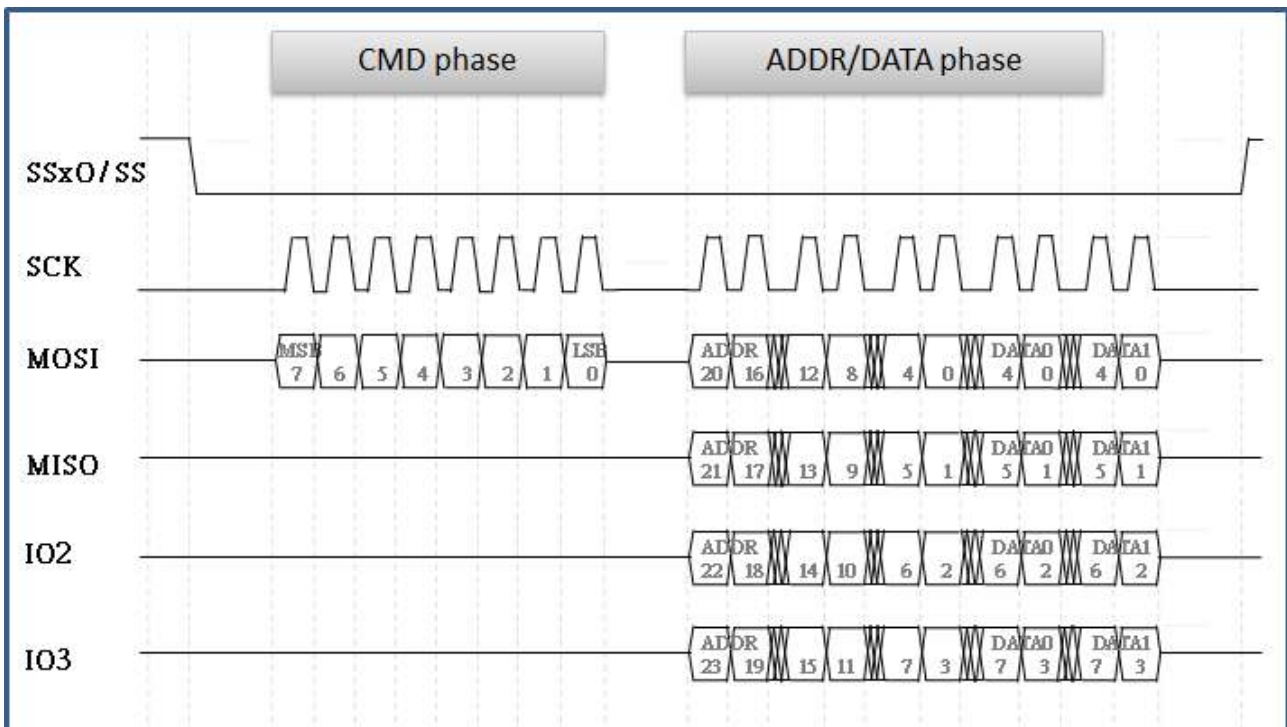 CMD phase
ADDR/DATA phase
SSxO/SS
SCK
MOSI
MSB LSB ADDR DATA0 DATA1
7 6 5 4 3 2 1 0 20 16 12 8 4 0 4 0 4 0
MISO
ADDR DATA0 DATA1
21 17 13 9 5 1 5 1 5 1
IO2
ADDR DATA0 DATA1
22 18 14 10 6 2 6 2 6 2
IO3
ADDR DATA0 DATA1
23 19 15 11 7 3 7 3 7 3